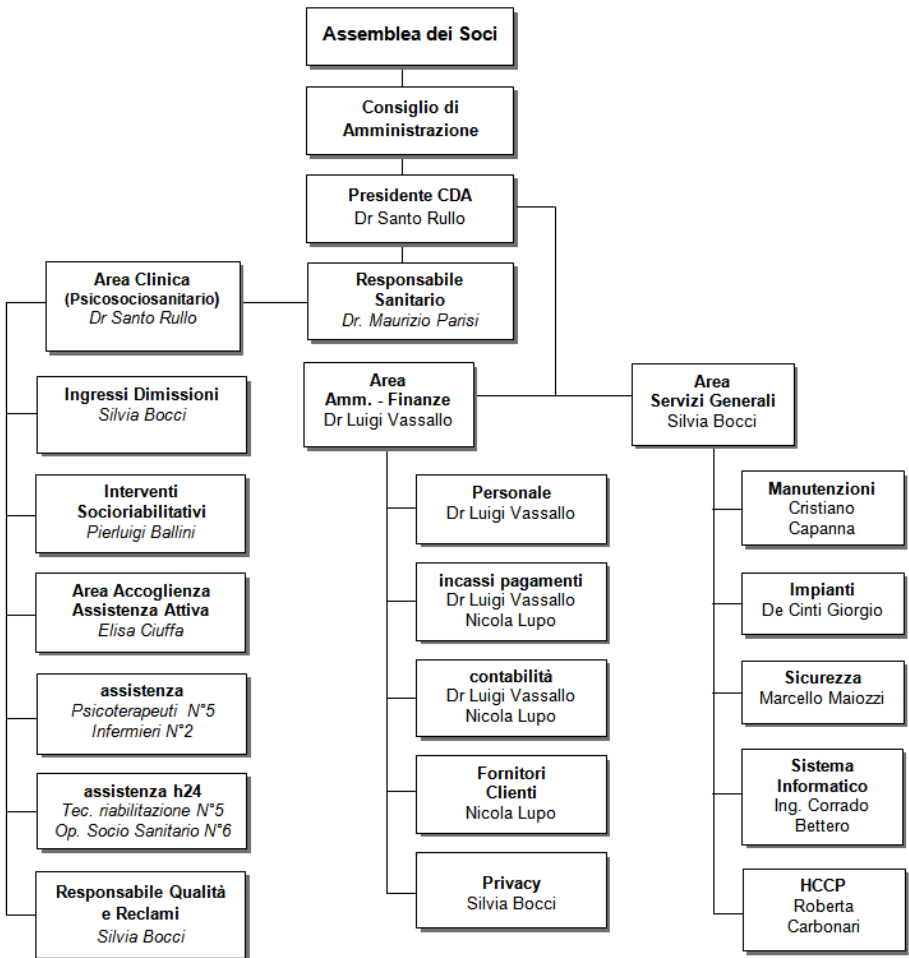 Assemblea dei Soci
Consiglio di
Amministrazione
Presidente CDA
Dr Santo Rullo
Responsabile
Sanitario
Dr. Maurizio Parisi
Area Clinica
(Psicosociosanitario)
Dr Santo Rullo
Ingressi Dimissioni
Silvia Bocci
Interventi
Socioriabilitativi
Pierluigi Ballini
Area Accoglienza
Assistenza Attiva
Elisa Ciuffa
assistenza
Psicoterapeuti N°5
Infermieri N°2
assistenza h24
Tec. riabilitazione N°5
Op. Socio Sanitario N°6
Responsabile Qualità
e Reclami
Silvia Bocci
Area
Amm. - Finanze
Dr Luigi Vassallo
Personale
Dr Luigi Vassallo
incassi pagamenti
Dr Luigi Vassallo
Nicola Lupo
contabilità
Dr Luigi Vassallo
Nicola Lupo
Fornitori
Clienti
Nicola Lupo
Privacy
Silvia Bocci
Area
Servizi Generali
Silvia Bocci
Manutenzioni
Cristiano
Capanna
Impianti
De Cinti Giorgio
Sicurezza
Marcello Maiozzi
Sistema
Informatico
Ing. Corrado
Bettero
HCCP
Roberta
Carbonari